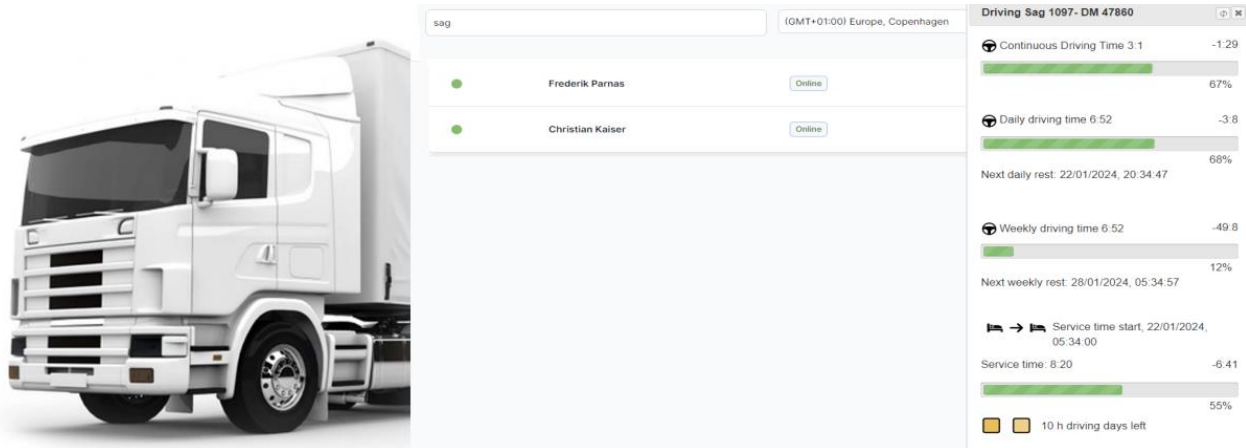 sag
(GMT+01:00) Europe, Copenhagen
Frederik Parnas
Online
Christian Kaiser
Online
Driving Sag 1097- DM 47860
Continuous Driving Time 3:1
-1:29
67%
Daily driving time 6:52
-3:8
68%
Next daily rest: 22/01/2024, 20:34:47
Weekly driving time 6:52
-49:8
12%
Next weekly rest: 28/01/2024, 05:34:57
Service time start, 22/01/2024,
05:34:00
Service time: 8:20
-6:41
55%
10 h driving days left